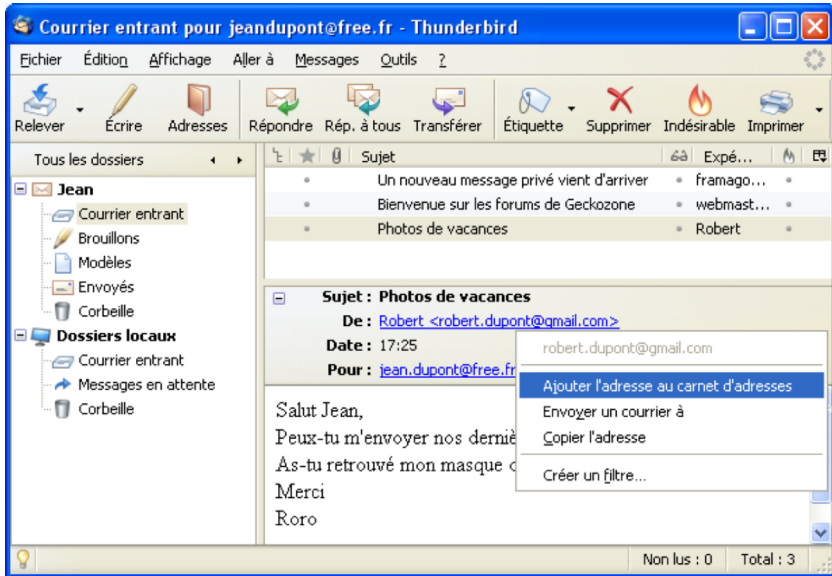 Courrier entrant pour jeandupont@free.fr - Thunderbird
Fichier Édition Affichage Aller à Messages Outils ?
Relever Écrire Adresses Répondre Rép. à tous Transférer Étiquette Supprimer Indésirable Imprimer
Tous les dossiers
Jean
Courrier entrant
Brouillons
Modèles
Envoyés
Corbeille
Dossiers locaux
Courrier entrant
Messages en attente
Corbeille
Sujet Expé...
Un nouveau message privé vient d'arriver framago...
Bienvenue sur les forums de Geckozone webmast...
Photos de vacances Robert
Sujet : Photos de vacances
De : Robert <robert.dupont@gmail.com>
Date : 17:25
Pour : jean.dupont@free.fr
robert.dupont@gmail.com
Ajouter l'adresse au carnet d'adresses
Envoyer un courrier à
Copier l'adresse
Créer un filtre...
Salut Jean,
Peux-tu m'envoyer nos derniè
As-tu retrouvé mon masque
Merci
Roro
Non lus : 0 Total : 3